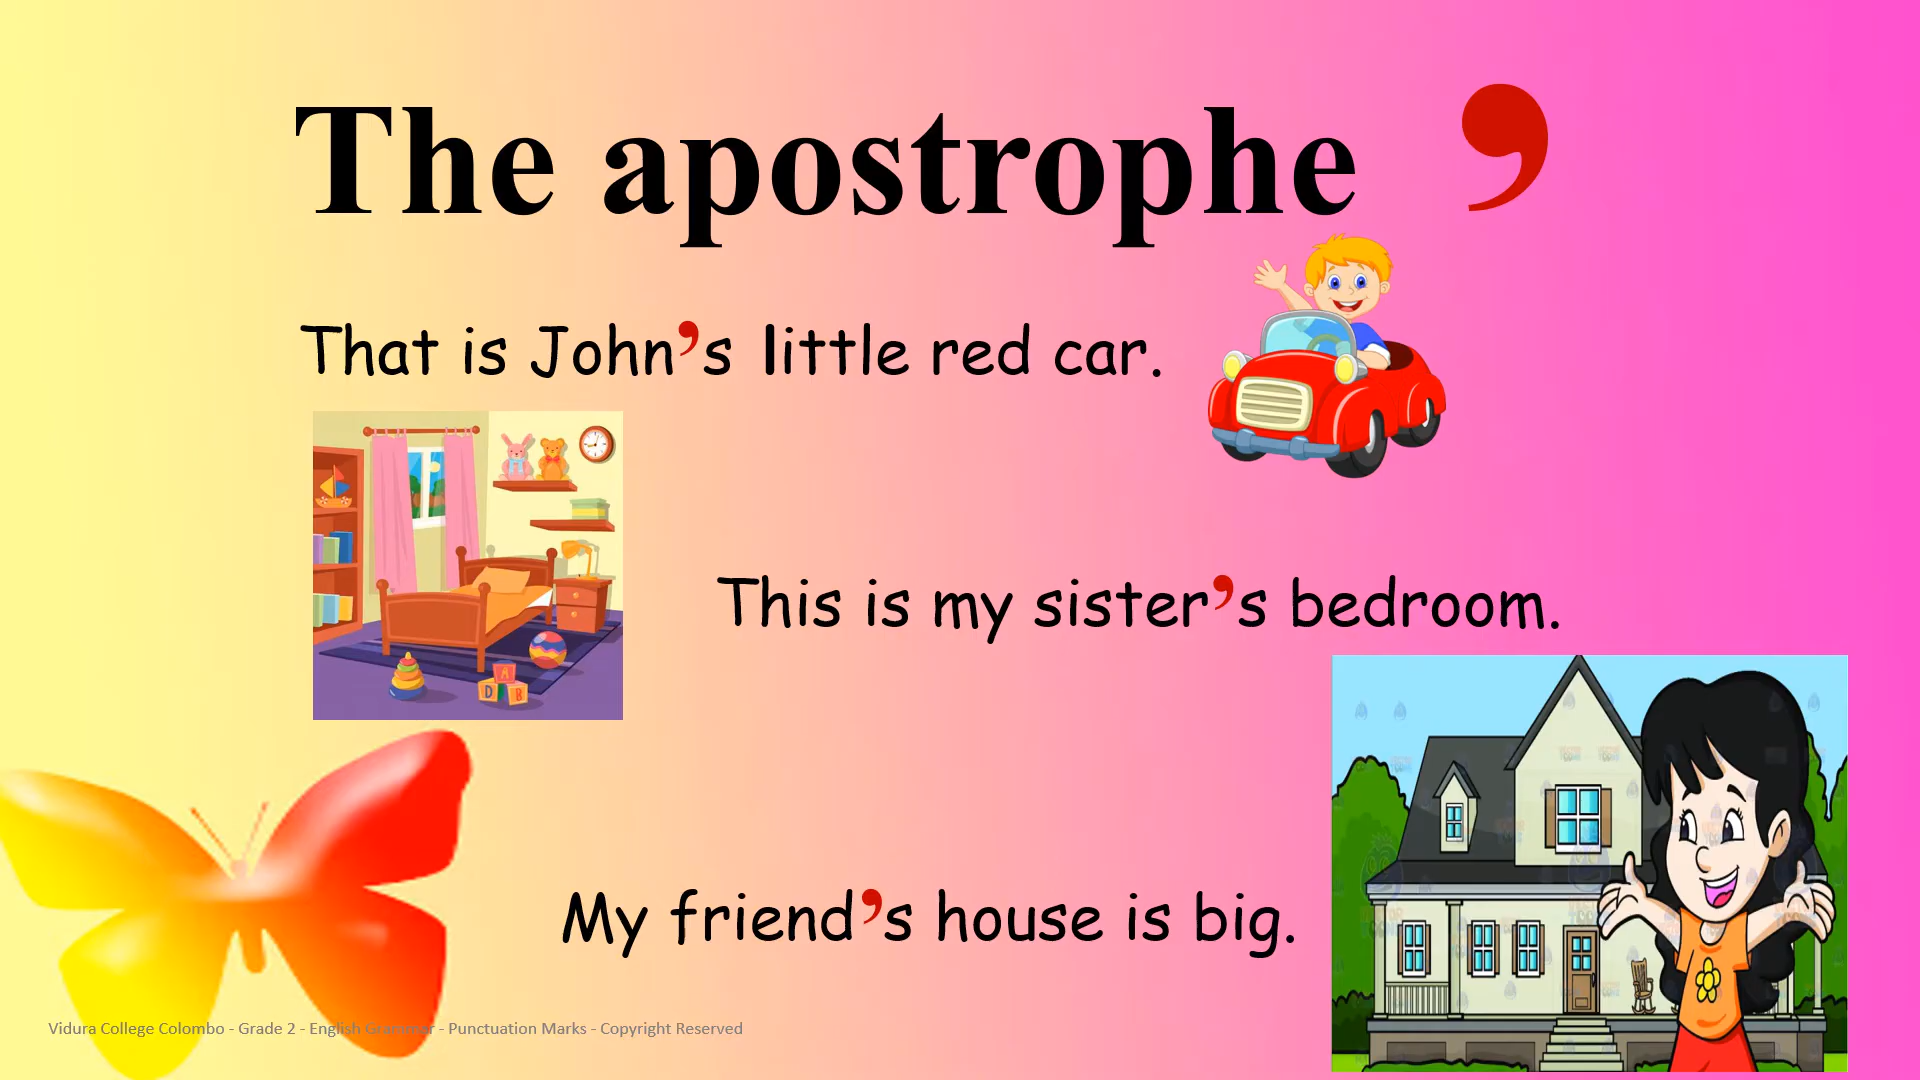 The apostrophe ’
That is John’s little red car.
This is my sister’s bedroom.
My friend’s house is big.
Vidura College Colombo - Grade 2 - English Grammar - Punctuation Marks - Copyright Reserved
A
D B